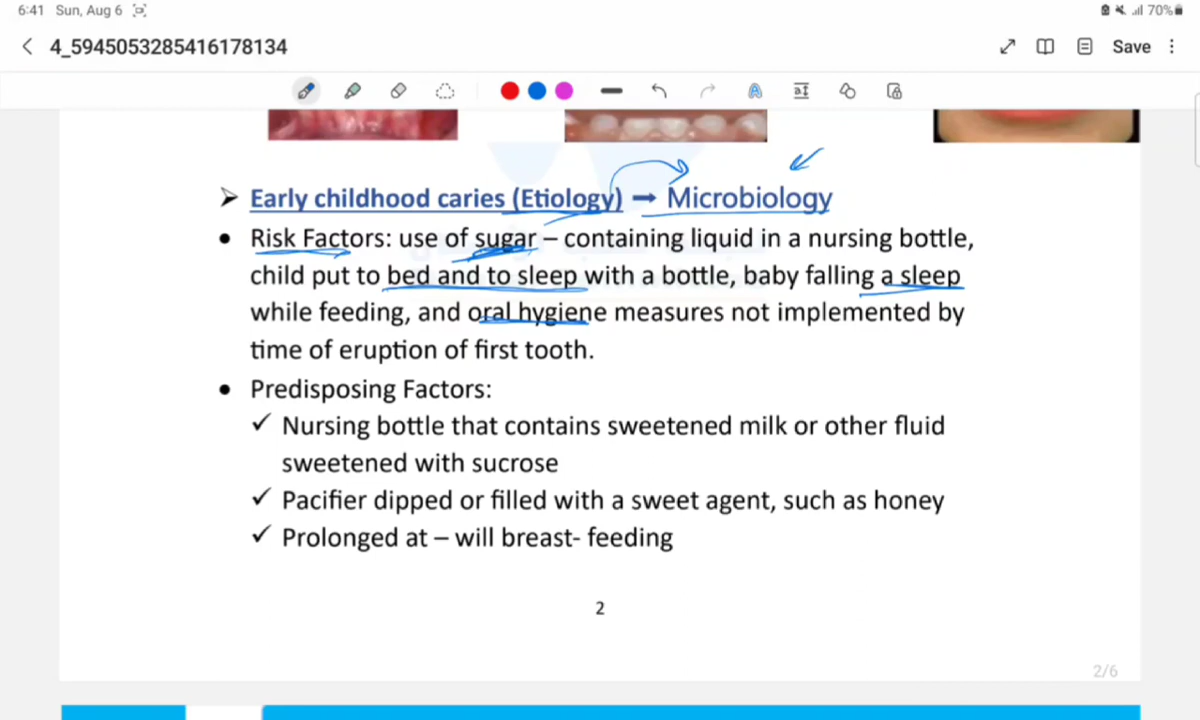 6:41 Sun, Aug 6 70%
4_5945053285416178134 Save
➤ Early childhood caries (Etiology) → Microbiology
• Risk Factors: use of sugar – containing liquid in a nursing bottle,
child put to bed and to sleep with a bottle, baby falling a sleep
while feeding, and oral hygiene measures not implemented by
time of eruption of first tooth.
• Predisposing Factors:
✓ Nursing bottle that contains sweetened milk or other fluid
sweetened with sucrose
✓ Pacifier dipped or filled with a sweet agent, such as honey
✓ Prolonged at – will breast- feeding
2
2/6